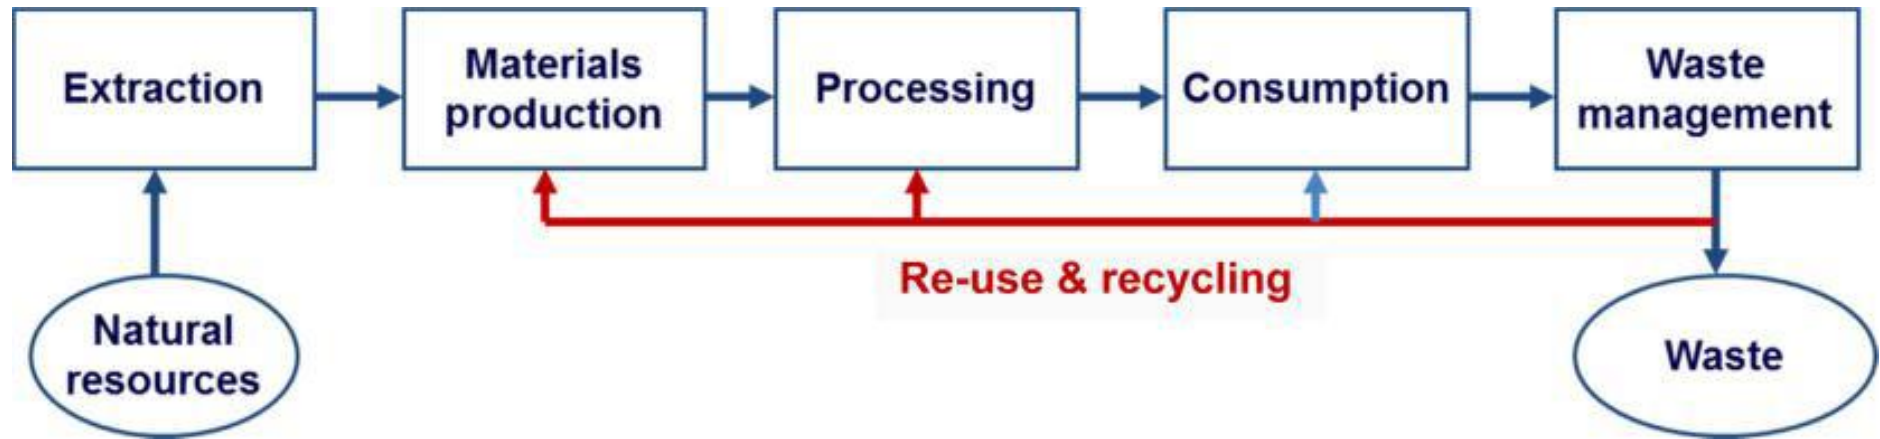 Extraction
Materials
production
Processing
Consumption
Waste
management
Re-use & recycling
Natural
resources
Waste